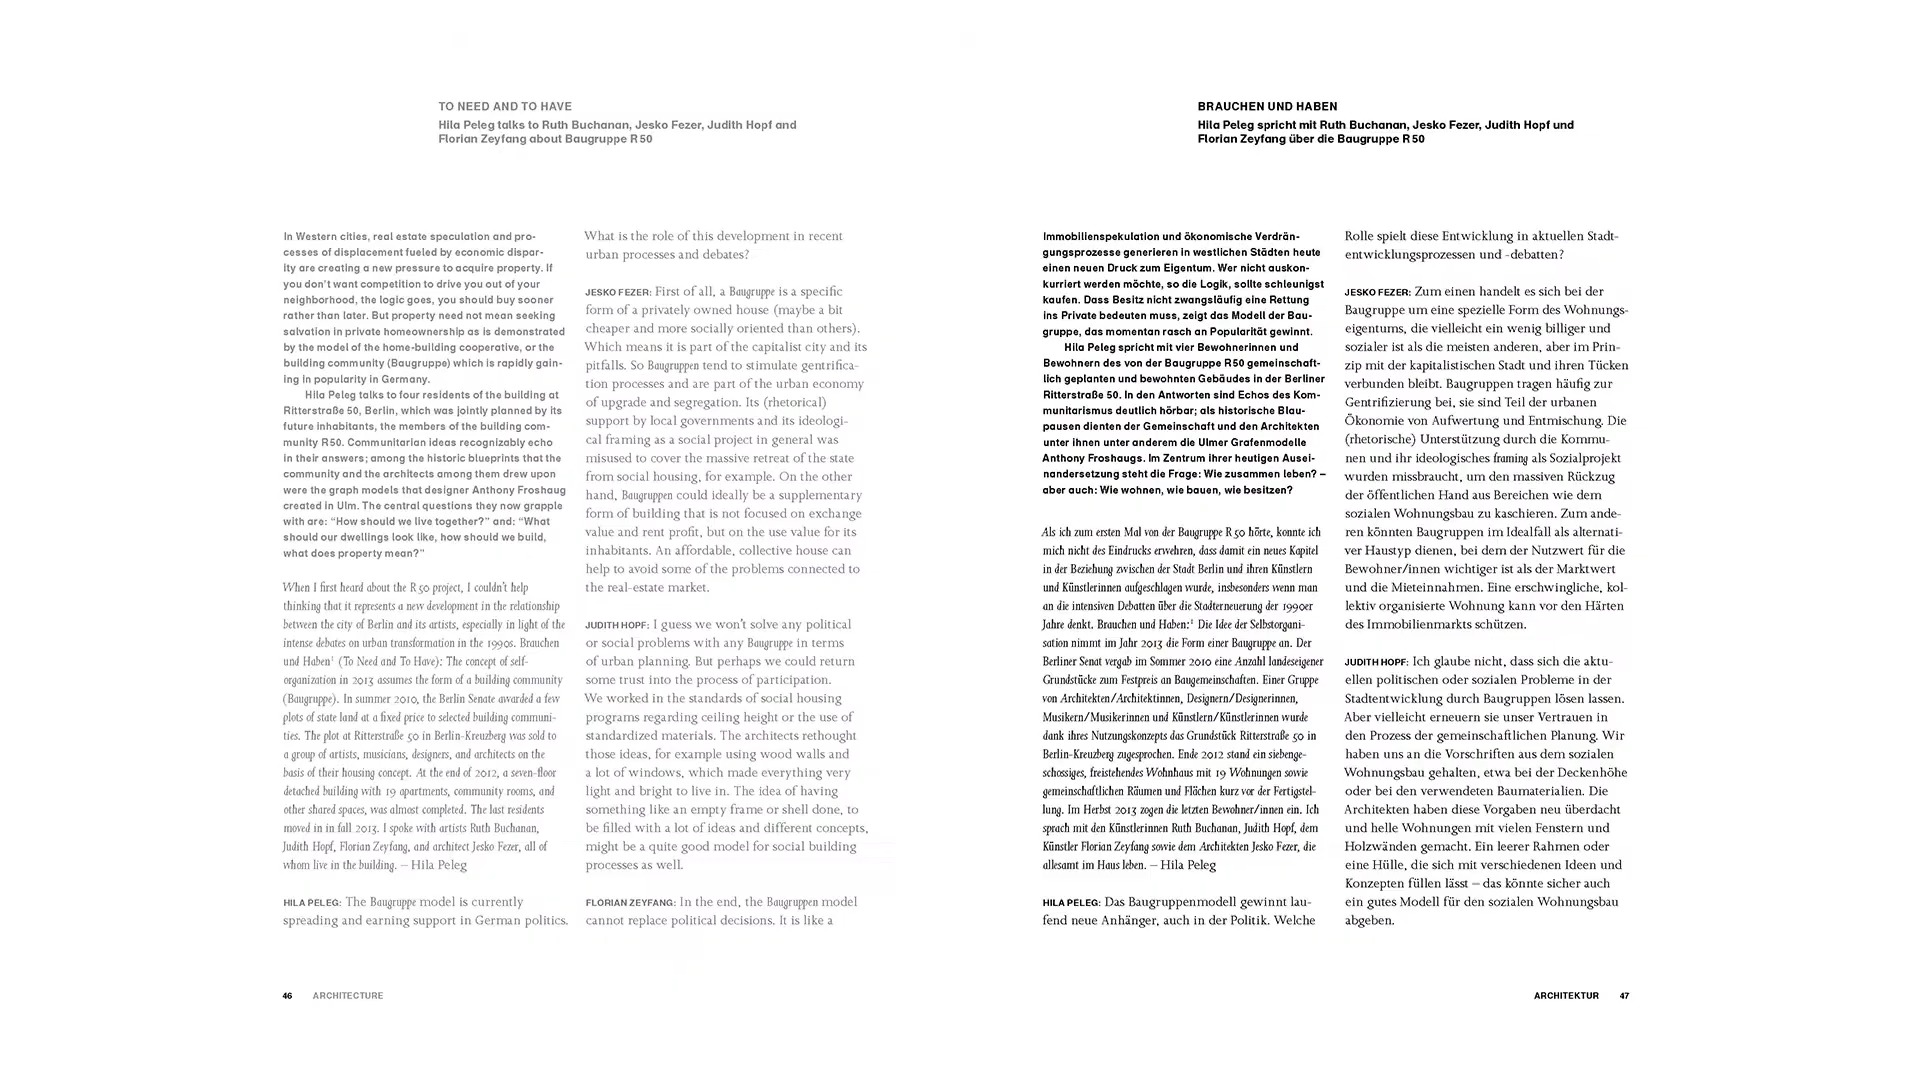 TO NEED AND TO HAVE
Hila Peleg talks to Ruth Buchanan, Jesko Fezer, Judith Hopf and
Florian Zeyfang about Baugruppe R 50
In Western cities, real estate speculation and pro-
cesses of displacement fueled by economic dispar-
ity are creating a new pressure to acquire property. If
you don’t want competition to drive you out of your
neighborhood, the logic goes, you should buy sooner
rather than later. But property need not mean seeking
salvation in private homeownership as is demonstrated
by the model of the home-building cooperative, or the
building community (Baugruppe) which is rapidly gain-
ing in popularity in Germany.
Hila Peleg talks to four residents of the building at
Ritterstraße 50, Berlin, which was jointly planned by its
future inhabitants, the members of the building com-
munity R50. Communitarian ideas recognizably echo
in their answers; among the historic blueprints that the
community and the architects among them drew upon
were the graph models that designer Anthony Froshaug
created in Ulm. The central questions they now grapple
with are: “How should we live together?” and: “What
should our dwellings look like, how should we build,
what does property mean?”
When I first heard about the R 50 project, I couldn’t help
thinking that it represents a new development in the relationship
between the city of Berlin and its artists, especially in light of the
intense debates on urban transformation in the 1990s. Brauchen
und Haben¹ (To Need and To Have): The concept of self-
organization in 2013 assumes the form of a building community
(Baugruppe). In summer 2010, the Berlin Senate awarded a few
plots of state land at a fixed price to selected building communi-
ties. The plot at Ritterstraße 50 in Berlin-Kreuzberg was sold to
a group of artists, musicians, designers, and architects on the
basis of their housing concept. At the end of 2012, a seven-floor
detached building with 19 apartments, community rooms, and
other shared spaces, was almost completed. The last residents
moved in in fall 2013. I spoke with artists Ruth Buchanan,
Judith Hopf, Florian Zeyfang, and architect Jesko Fezer, all of
whom live in the building. – Hila Peleg
HILA PELEG: The Baugruppe model is currently
spreading and earning support in German politics.
What is the role of this development in recent
urban processes and debates?
JESKO FEZER: First of all, a Baugruppe is a specific
form of a privately owned house (maybe a bit
cheaper and more socially oriented than others).
Which means it is part of the capitalist city and its
pitfalls. So Baugruppen tend to stimulate gentrifica-
tion processes and are part of the urban economy
of upgrade and segregation. Its (rhetorical)
support by local governments and its ideologi-
cal framing as a social project in general was
misused to cover the massive retreat of the state
from social housing, for example. On the other
hand, Baugruppen could ideally be a supplementary
form of building that is not focused on exchange
value and rent profit, but on the use value for its
inhabitants. An affordable, collective house can
help to avoid some of the problems connected to
the real-estate market.
JUDITH HOPF: I guess we won’t solve any political
or social problems with any Baugruppe in terms
of urban planning. But perhaps we could return
some trust into the process of participation.
We worked in the standards of social housing
programs regarding ceiling height or the use of
standardized materials. The architects rethought
those ideas, for example using wood walls and
a lot of windows, which made everything very
light and bright to live in. The idea of having
something like an empty frame or shell done, to
be filled with a lot of ideas and different concepts,
might be a quite good model for social building
processes as well.
FLORIAN ZEYFANG: In the end, the Baugruppen model
cannot replace political decisions. It is like a
46 ARCHITECTURE
BRAUCHEN UND HABEN
Hila Peleg spricht mit Ruth Buchanan, Jesko Fezer, Judith Hopf und
Florian Zeyfang über die Baugruppe R 50
Immobilienspekulation und ökonomische Verdrän-
gungsprozesse generieren in westlichen Städten heute
einen neuen Druck zum Eigentum. Wer nicht auskon-
kurriert werden möchte, so die Logik, sollte schleunigst
kaufen. Dass Besitz nicht zwangsläufig eine Rettung
ins Private bedeuten muss, zeigt das Modell der Bau-
gruppe, das momentan rasch an Popularität gewinnt.
Hila Peleg spricht mit vier Bewohnerinnen und
Bewohnern des von der Baugruppe R50 gemeinschaft-
lich geplanten und bewohnten Gebäudes in der Berliner
Ritterstraße 50. In den Antworten sind Echos des Kom-
munitarismus deutlich hörbar; als historische Blau-
pausen dienten der Gemeinschaft und den Architekten
unter ihnen unter anderem die Ulmer Grafenmodelle
Anthony Froshaugs. Im Zentrum ihrer heutigen Ausei-
nandersetzung steht die Frage: Wie zusammen leben? –
aber auch: Wie wohnen, wie bauen, wie besitzen?
Als ich zum ersten Mal von der Baugruppe R 50 hörte, konnte ich
mich nicht des Eindrucks erwehren, dass damit ein neues Kapitel
in der Beziehung zwischen der Stadt Berlin und ihren Künstlern
und Künstlerinnen aufgeschlagen wurde, insbesonders wenn man
an die intensiven Debatten über die Stadterneuerung der 1990er
Jahre denkt. Brauchen und Haben:¹ Die Idee der Selbstorgani-
sation nimmt im Jahr 2013 die Form einer Baugruppe an. Der
Berliner Senat vergab im Sommer 2010 eine Anzahl landeseigener
Grundstücke zum Festpreis an Baugemeinschaften. Einer Gruppe
von Architekten/Architektinnen, Designern/Designerinnen,
Musikern/Musikerinnen und Künstlern/Künstlerinnen wurde
dank ihres Nutzungskonzepts das Grundstück Ritterstraße 50 in
Berlin-Kreuzberg zugesprochen. Ende 2012 stand ein siebenge-
schossiges, freistehendes Wohnhaus mit 19 Wohnungen sowie
gemeinschaftlichen Räumen und Flächen kurz vor der Fertigstel-
lung. Im Herbst 2013 zogen die letzten Bewohner/innen ein. Ich
sprach mit den Künstlerinnen Ruth Buchanan, Judith Hopf, dem
Künstler Florian Zeyfang sowie dem Architekten Jesko Fezer, die
allesamt im Haus leben. – Hila Peleg
HILA PELEG: Das Baugruppenmodell gewinnt lau-
fend neue Anhänger, auch in der Politik. Welche
Rolle spielt diese Entwicklung in aktuellen Stadt-
entwicklungsprozessen und -debatten?
JESKO FEZER: Zum einen handelt es sich bei der
Baugruppe um eine spezielle Form des Wohnungs-
eigentums, die vielleicht ein wenig billiger und
sozialer ist als die meisten anderen, aber im Prin-
zip mit der kapitalistischen Stadt und ihren Tücken
verbunden bleibt. Baugruppen tragen häufig zur
Gentrifizierung bei, sie sind Teil der urbanen
Ökonomie von Aufwertung und Entmischung. Die
(rhetorische) Unterstützung durch die Kommu-
nen und ihr ideologisches framing als Sozialprojekt
wurden missbraucht, um den massiven Rückzug
der öffentlichen Hand aus Bereichen wie dem
sozialen Wohnungsbau zu kaschieren. Zum ande-
ren könnten Baugruppen im Idealfall als alternati-
ver Haustyp dienen, bei dem der Nutzwert für die
Bewohner/innen wichtiger ist als der Marktwert
und die Mieteinnahmen. Eine erschwingliche, kol-
lektiv organisierte Wohnung kann vor den Härten
des Immobilienmarkts schützen.
JUDITH HOPF: Ich glaube nicht, dass sich die aktu-
ellen politischen oder sozialen Probleme in der
Stadtentwicklung durch Baugruppen lösen lassen.
Aber vielleicht erneuern sie unser Vertrauen in
den Prozess der gemeinschaftlichen Planung. Wir
haben uns an die Vorschriften aus dem sozialen
Wohnungsbau gehalten, etwa bei der Deckenhöhe
oder bei den verwendeten Baumaterialien. Die
Architekten haben diese Vorgaben neu überdacht
und helle Wohnungen mit vielen Fenstern und
Holzwänden gemacht. Ein leerer Rahmen oder
eine Hülle, die sich mit verschiedenen Ideen und
Konzepten füllen lässt – das könnte sicher auch
ein gutes Modell für den sozialen Wohnungsbau
abgeben.
ARCHITEKTUR 47